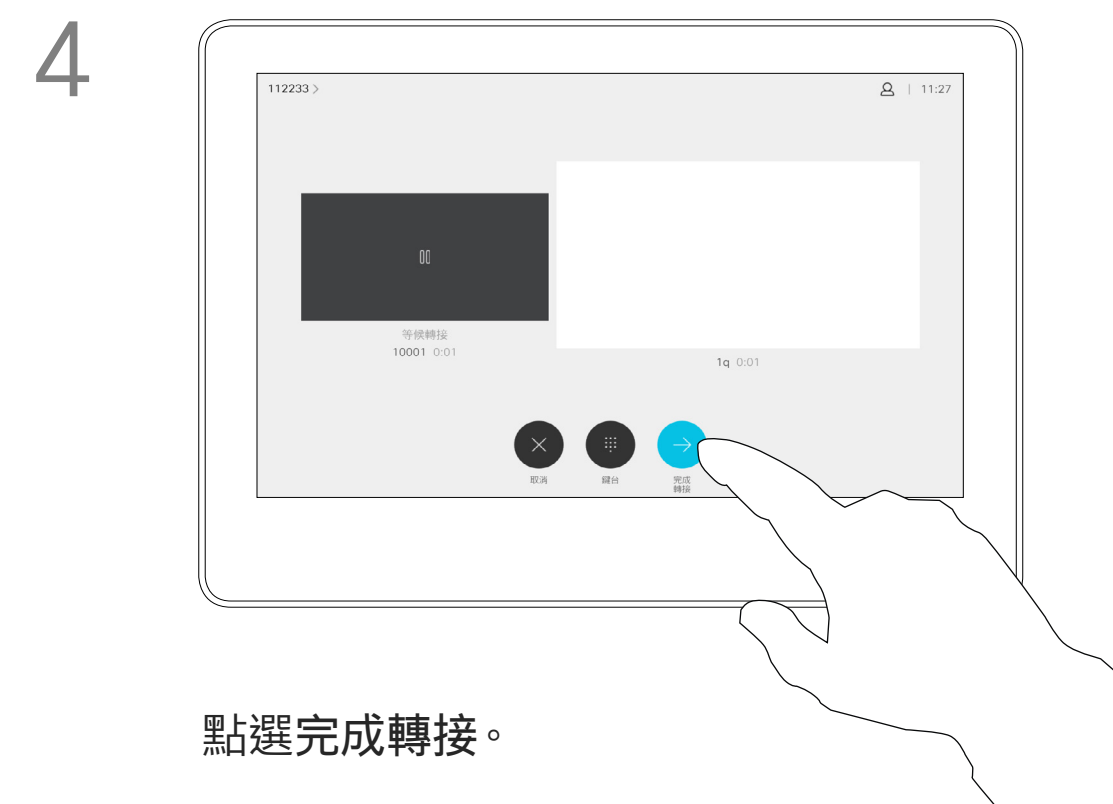 4
112233 > | 11:27
等候轉接
10001 0:01
1q 0:01
取消 鍵台 完成
轉接
點選完成轉接。